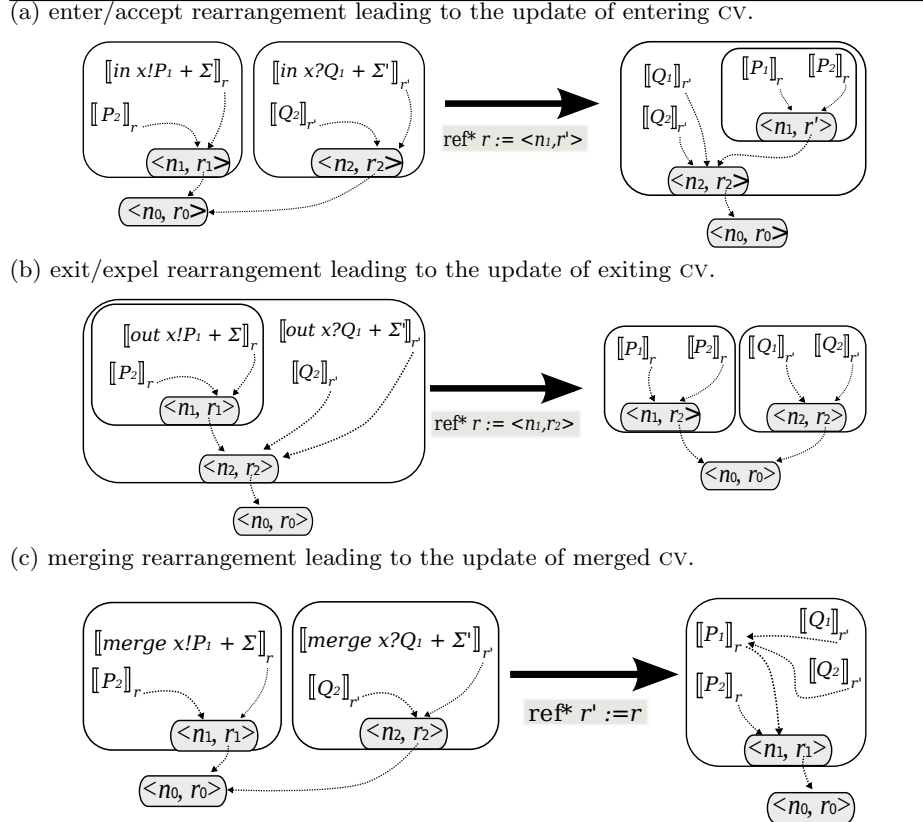 (a) enter/accept rearrangement leading to the update of entering CV.
⟦in x!P₁ + Σ⟧r
⟦in x?Q₁ + Σ'⟧r'
⟦P₂⟧r
⟦Q₂⟧r'
<n₁, r₁>
<n₂, r₂>
<n₀, r₀>
ref* r := <n₁,r'>
⟦Q₁⟧r'
⟦P₁⟧r
⟦P₂⟧r
⟦Q₂⟧r'
<n₁, r'>
<n₂, r₂>
<n₀, r₀>
(b) exit/expel rearrangement leading to the update of exiting CV.
⟦out x!P₁ + Σ⟧r
⟦out x?Q₁ + Σ'⟧r'
⟦P₂⟧r
⟦Q₂⟧r'
<n₁, r₁>
<n₂, r₂>
<n₀, r₀>
ref* r := <n₁,r₂>
⟦P₁⟧r
⟦P₂⟧r
⟦Q₁⟧r'
⟦Q₂⟧r'
<n₁, r₂>
<n₂, r₂>
<n₀, r₀>
(c) merging rearrangement leading to the update of merged CV.
⟦merge x!P₁ + Σ⟧r
⟦merge x?Q₁ + Σ'⟧r'
⟦P₂⟧r
⟦Q₂⟧r'
<n₁, r₁>
<n₂, r₂>
<n₀, r₀>
ref* r' :=r
⟦P₁⟧r
⟦Q₁⟧r'
⟦P₂⟧r
⟦Q₂⟧r'
<n₁, r₁>
<n₀, r₀>